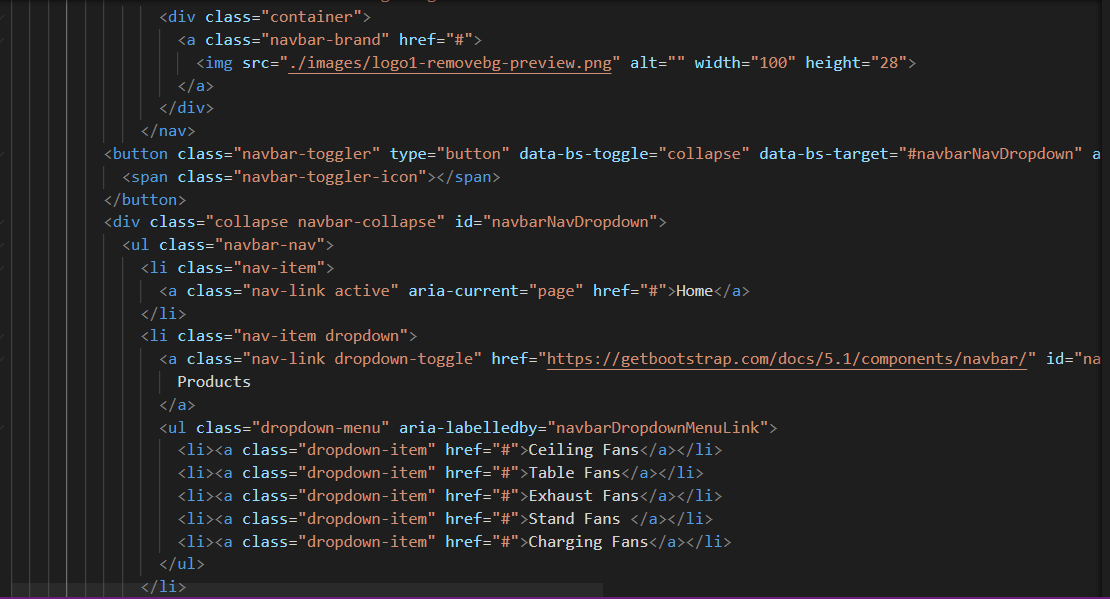 <div class="container">
<a class="navbar-brand" href="#">
<img src="./images/logo1-removebg-preview.png" alt="" width="100" height="28">
</a>
</div>
</nav>
<button class="navbar-toggler" type="button" data-bs-toggle="collapse" data-bs-target="#navbarNavDropdown" a
<span class="navbar-toggler-icon"></span>
</button>
<div class="collapse navbar-collapse" id="navbarNavDropdown">
<ul class="navbar-nav">
<li class="nav-item">
<a class="nav-link active" aria-current="page" href="#">Home</a>
</li>
<li class="nav-item dropdown">
<a class="nav-link dropdown-toggle" href="https://getbootstrap.com/docs/5.1/components/navbar/" id="na
Products
</a>
<ul class="dropdown-menu" aria-labelledby="navbarDropdownMenuLink">
<li><a class="dropdown-item" href="#">Ceiling Fans</a></li>
<li><a class="dropdown-item" href="#">Table Fans</a></li>
<li><a class="dropdown-item" href="#">Exhaust Fans</a></li>
<li><a class="dropdown-item" href="#">Stand Fans </a></li>
<li><a class="dropdown-item" href="#">Charging Fans</a></li>
</ul>
</li>